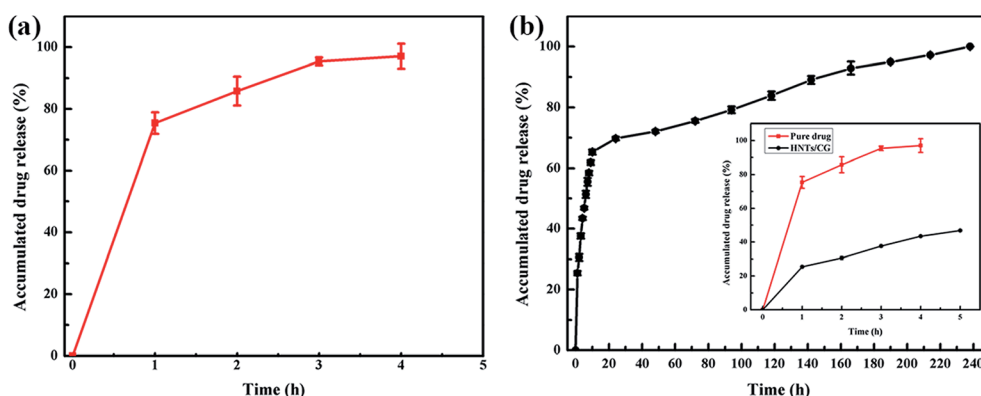 (a)
Accumulated drug release (%)
100
80
60
40
20
0
0 1 2 3 4 5
Time (h)
(b)
Accumulated drug release (%)
100
80
60
40
20
0
0 20 40 60 80 100 120 140 160 180 200 220 240
Time (h)
Pure drug
HNTs/CG
Accumulated drug release (%)
100
80
60
40
20
0
0 1 2 3 4 5
Time (h)